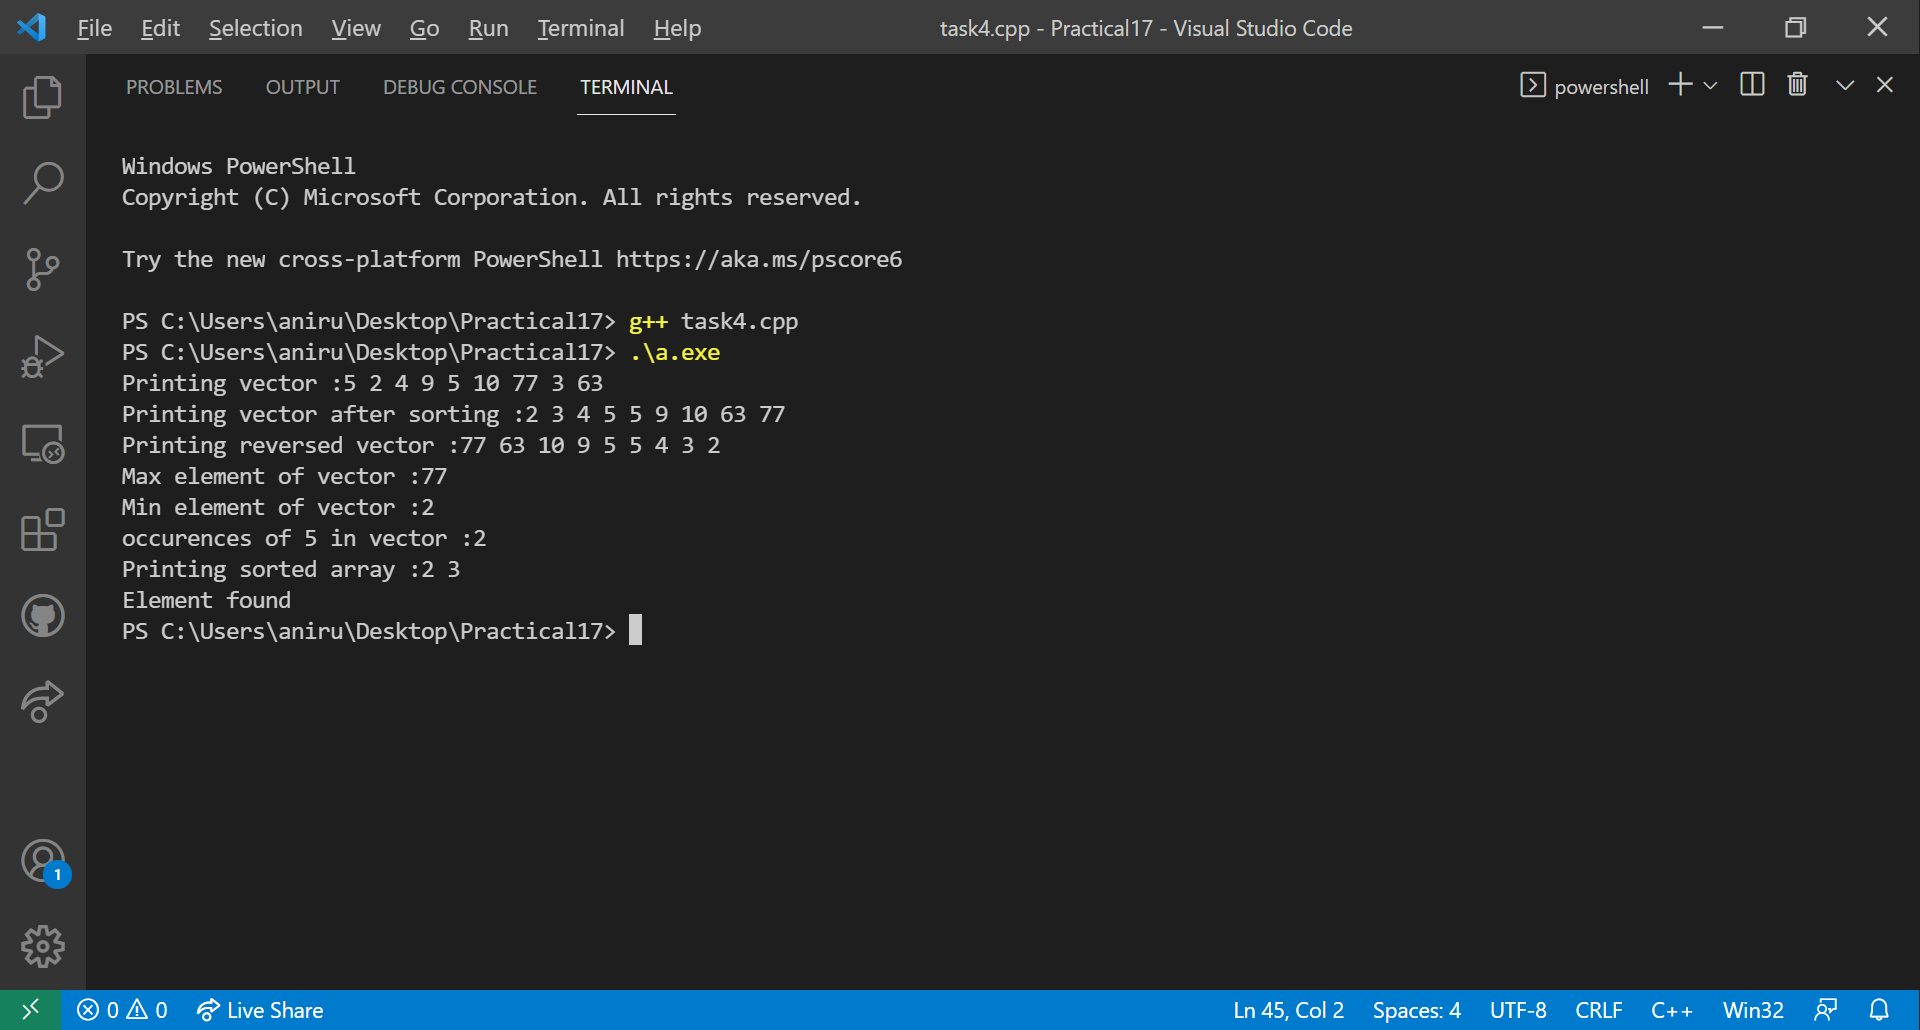 File Edit Selection View Go Run Terminal Help task4.cpp - Practical17 - Visual Studio Code
PROBLEMS OUTPUT DEBUG CONSOLE TERMINAL powershell
Windows PowerShell
Copyright (C) Microsoft Corporation. All rights reserved.
Try the new cross-platform PowerShell https://aka.ms/pscore6
PS C:\Users\aniru\Desktop\Practical17> g++ task4.cpp
PS C:\Users\aniru\Desktop\Practical17> .\a.exe
Printing vector :5 2 4 9 5 10 77 3 63
Printing vector after sorting :2 3 4 5 5 9 10 63 77
Printing reversed vector :77 63 10 9 5 5 4 3 2
Max element of vector :77
Min element of vector :2
occurences of 5 in vector :2
Printing sorted array :2 3
Element found
PS C:\Users\aniru\Desktop\Practical17>
1
0 0 Live Share Ln 45, Col 2 Spaces: 4 UTF-8 CRLF C++ Win32